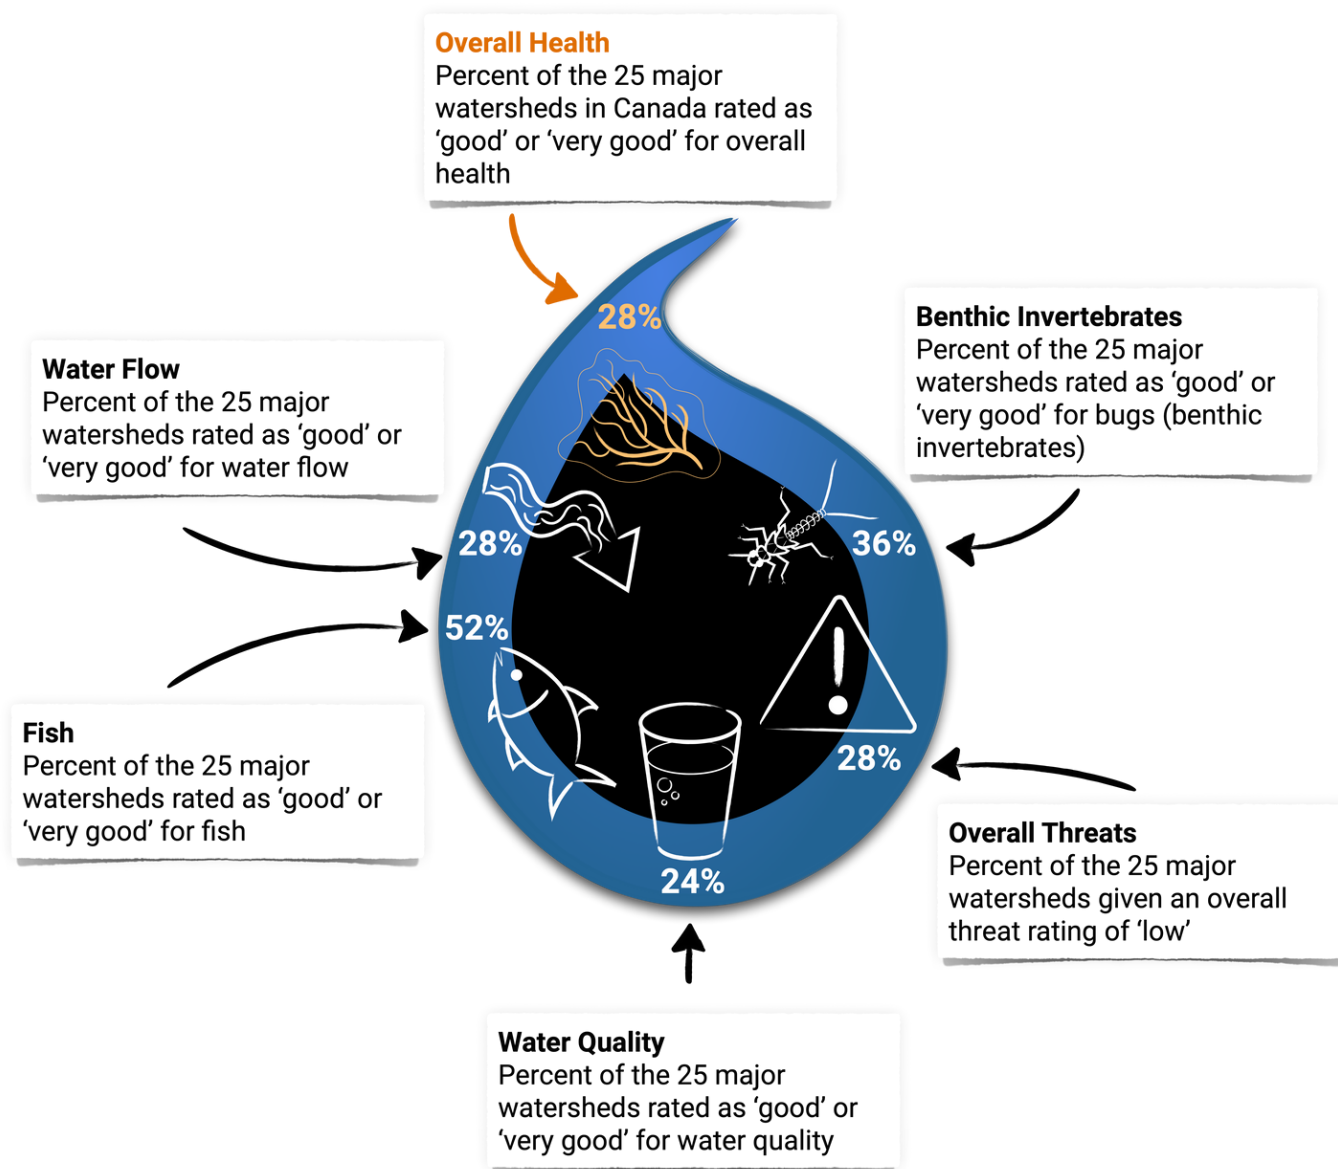 Overall Health
Percent of the 25 major
watersheds in Canada rated as
‘good’ or ‘very good’ for overall
health
28%
Water Flow
Percent of the 25 major
watersheds rated as ‘good’ or
‘very good’ for water flow
28%
Benthic Invertebrates
Percent of the 25 major
watersheds rated as ‘good’ or
‘very good’ for bugs (benthic
invertebrates)
36%
52%
Fish
Percent of the 25 major
watersheds rated as ‘good’ or
‘very good’ for fish
28%
Overall Threats
Percent of the 25 major
watersheds given an overall
threat rating of ‘low’
24%
Water Quality
Percent of the 25 major
watersheds rated as ‘good’ or
‘very good’ for water quality